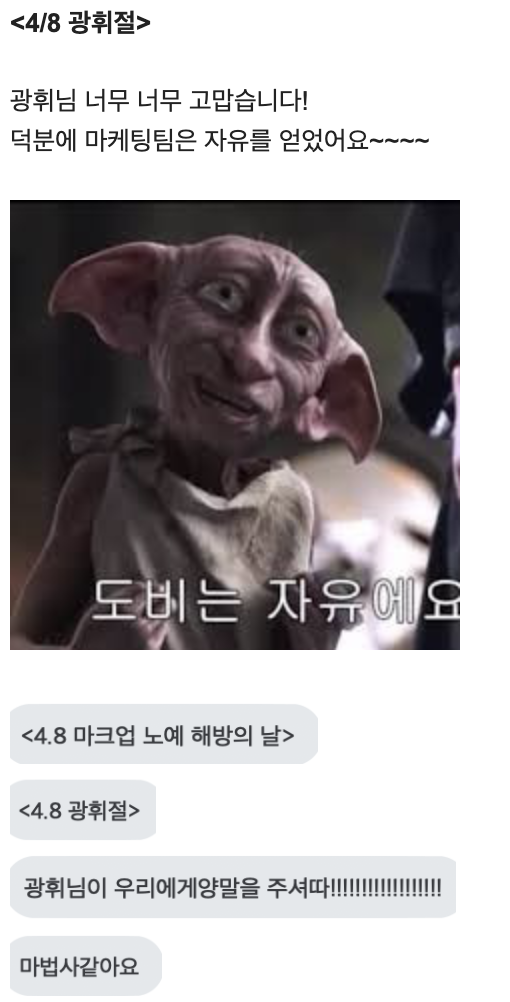 <4/8 광휘절>
광휘님 너무 너무 고맙습니다!
덕분에 마케팅팀은 자유를 얻었어요~~~~
도비는 자유에요
<4.8 마크업 노예 해방의 날>
<4.8 광휘절>
광휘님이 우리에게양말을 주셔따!!!!!!!!!!!!!!!!!!
마법사같아요